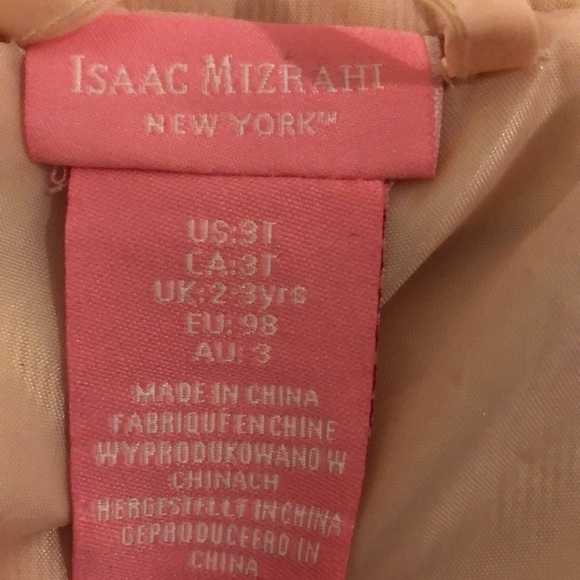 ISAAC MIZRAHI
NEW YORK™
US:3T
CA:3T
UK:2-3yrs
EU: 98
AU: 3
MADE IN CHINA
FABRIQUÉ EN CHINE
WYPRODUKOWANO W
CHINACH
HERGESTELLT IN CHINA
GEPRODUCEERD IN
CHINA